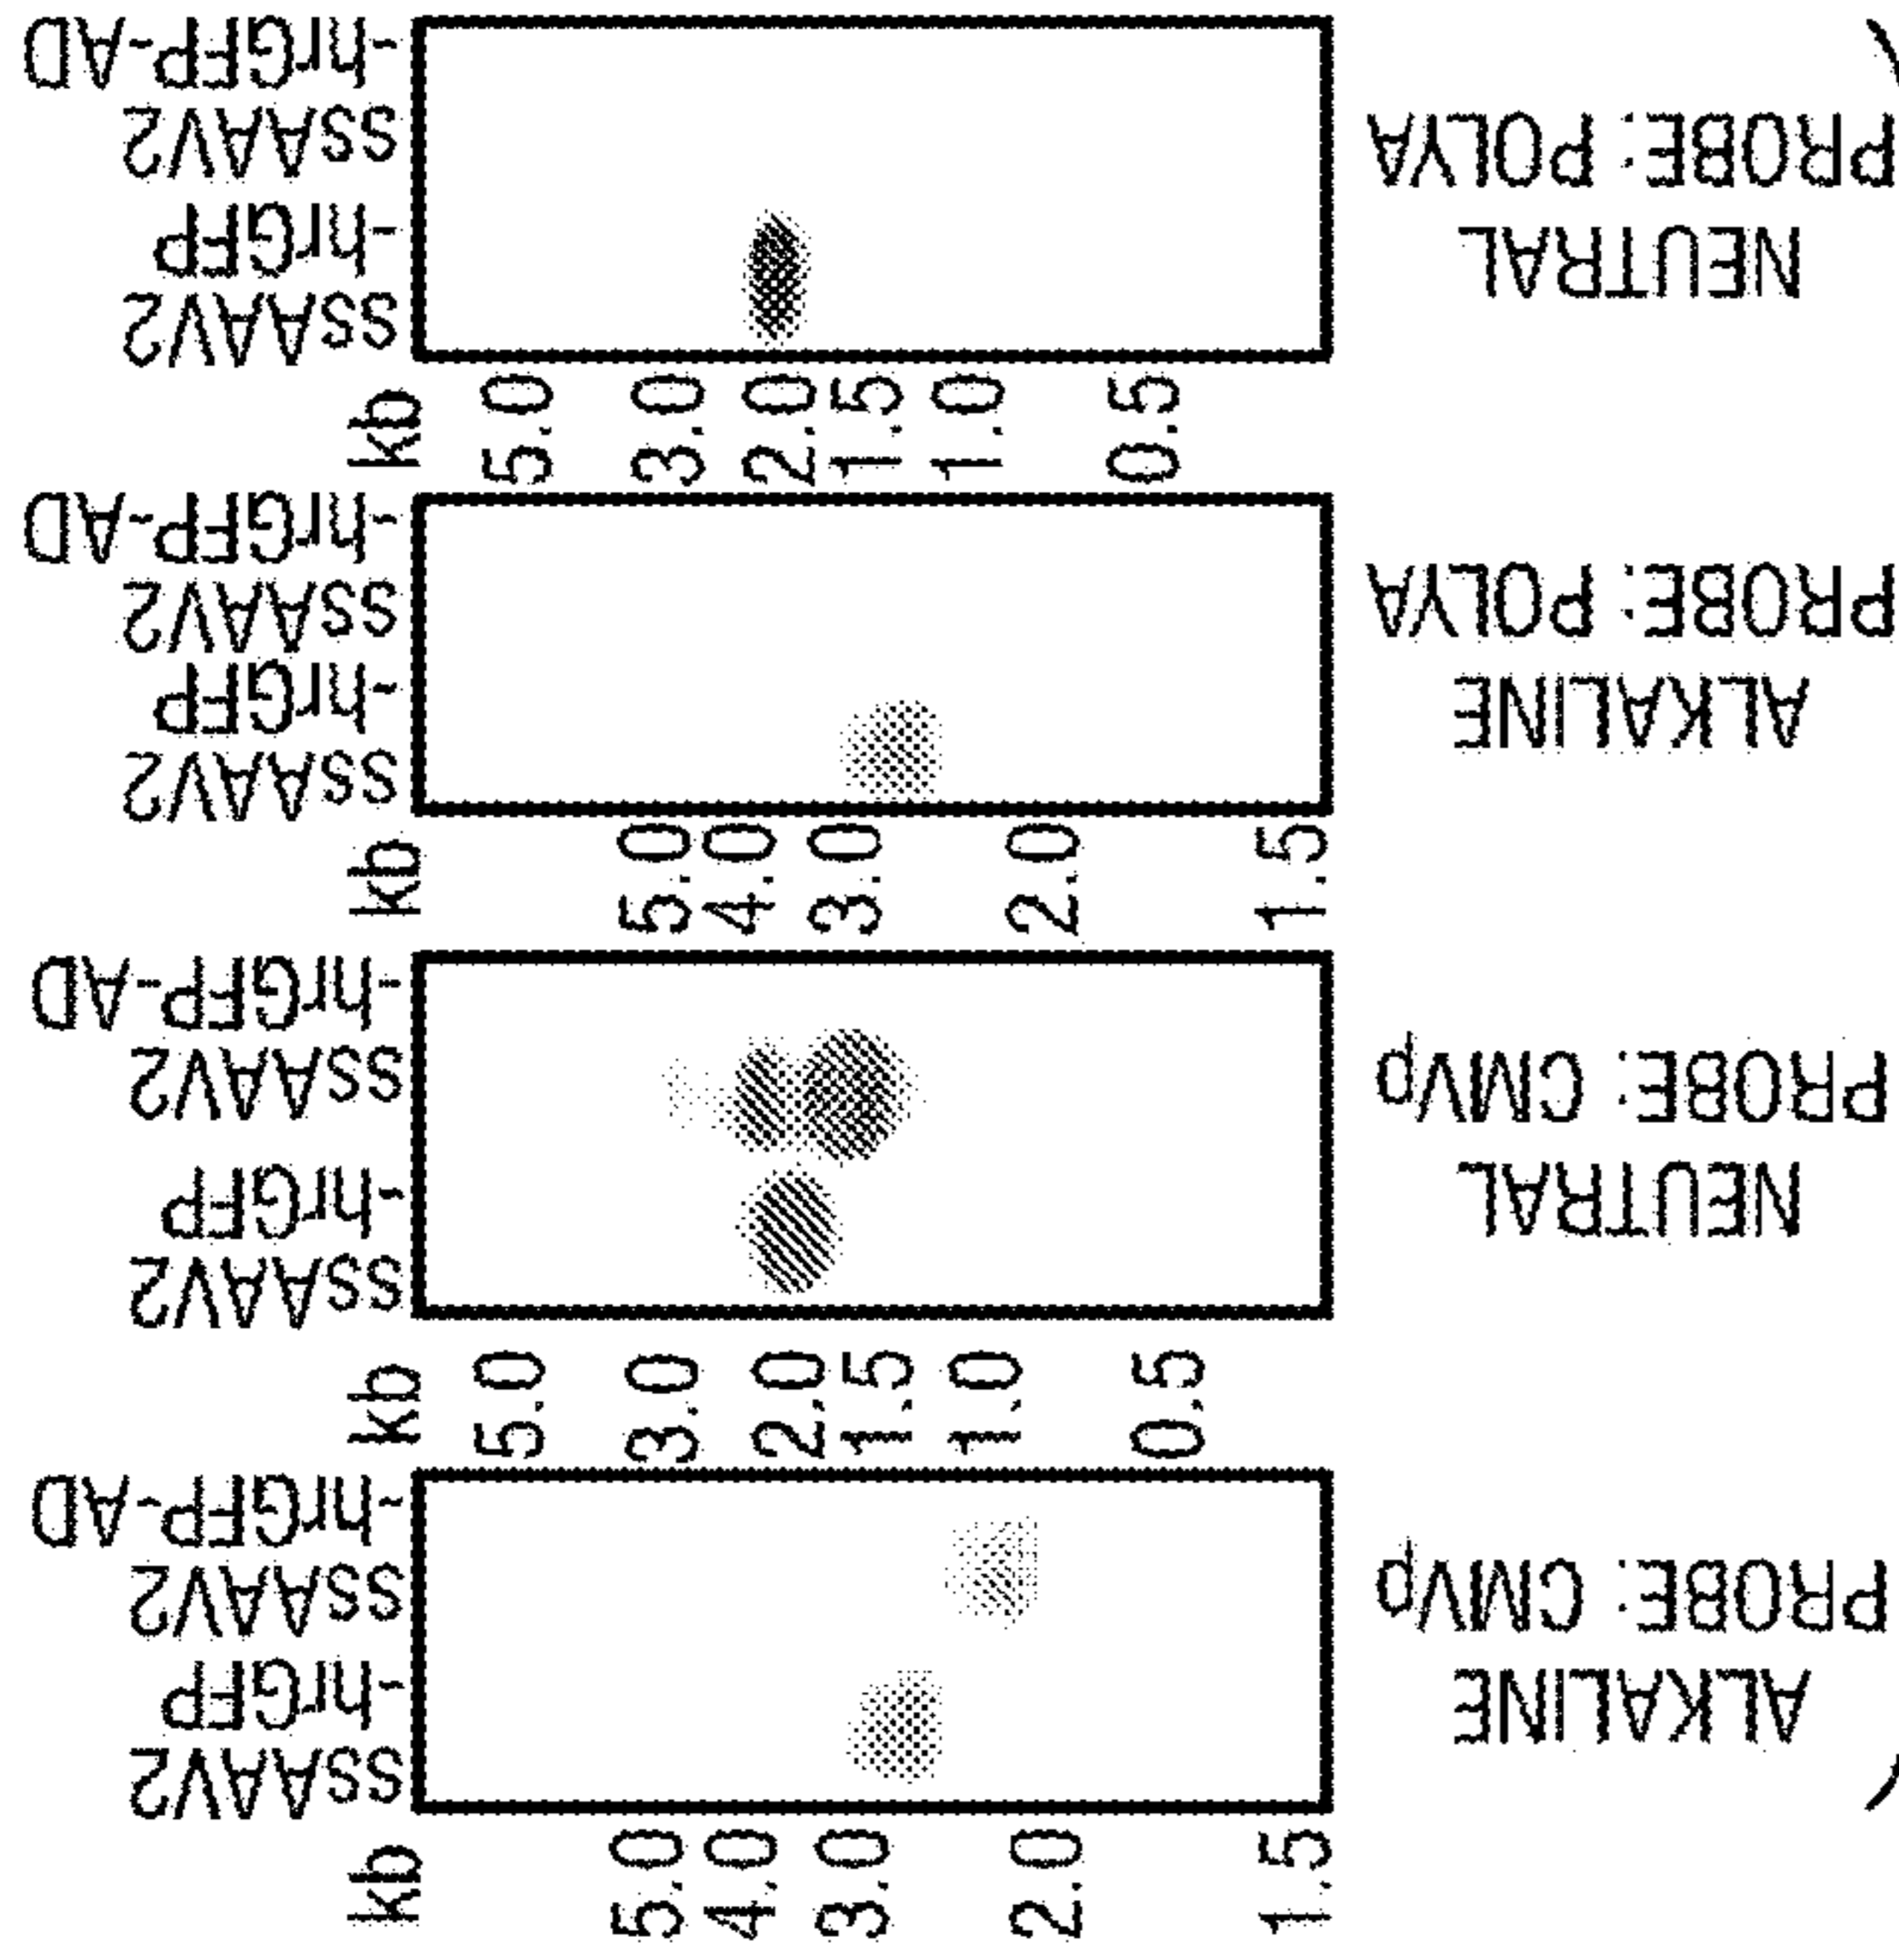 ssAAV2
-hrGFP
ssAAV2
-hrGFP-AD
kb
5.0
4.0
3.0
2.0
1.5
ALKALINE
PROBE: CMVp
ssAAV2
-hrGFP
ssAAV2
-hrGFP-AD
kb
5.0
3.0
2.0
1.5
1.0
0.5
NEUTRAL
PROBE: CMVp
ssAAV2
-hrGFP
ssAAV2
-hrGFP-AD
kb
5.0
4.0
3.0
2.0
1.5
ALKALINE
PROBE: POLYA
ssAAV2
-hrGFP
ssAAV2
-hrGFP-AD
kb
5.0
3.0
2.0
1.5
1.0
0.5
NEUTRAL
PROBE: POLYA